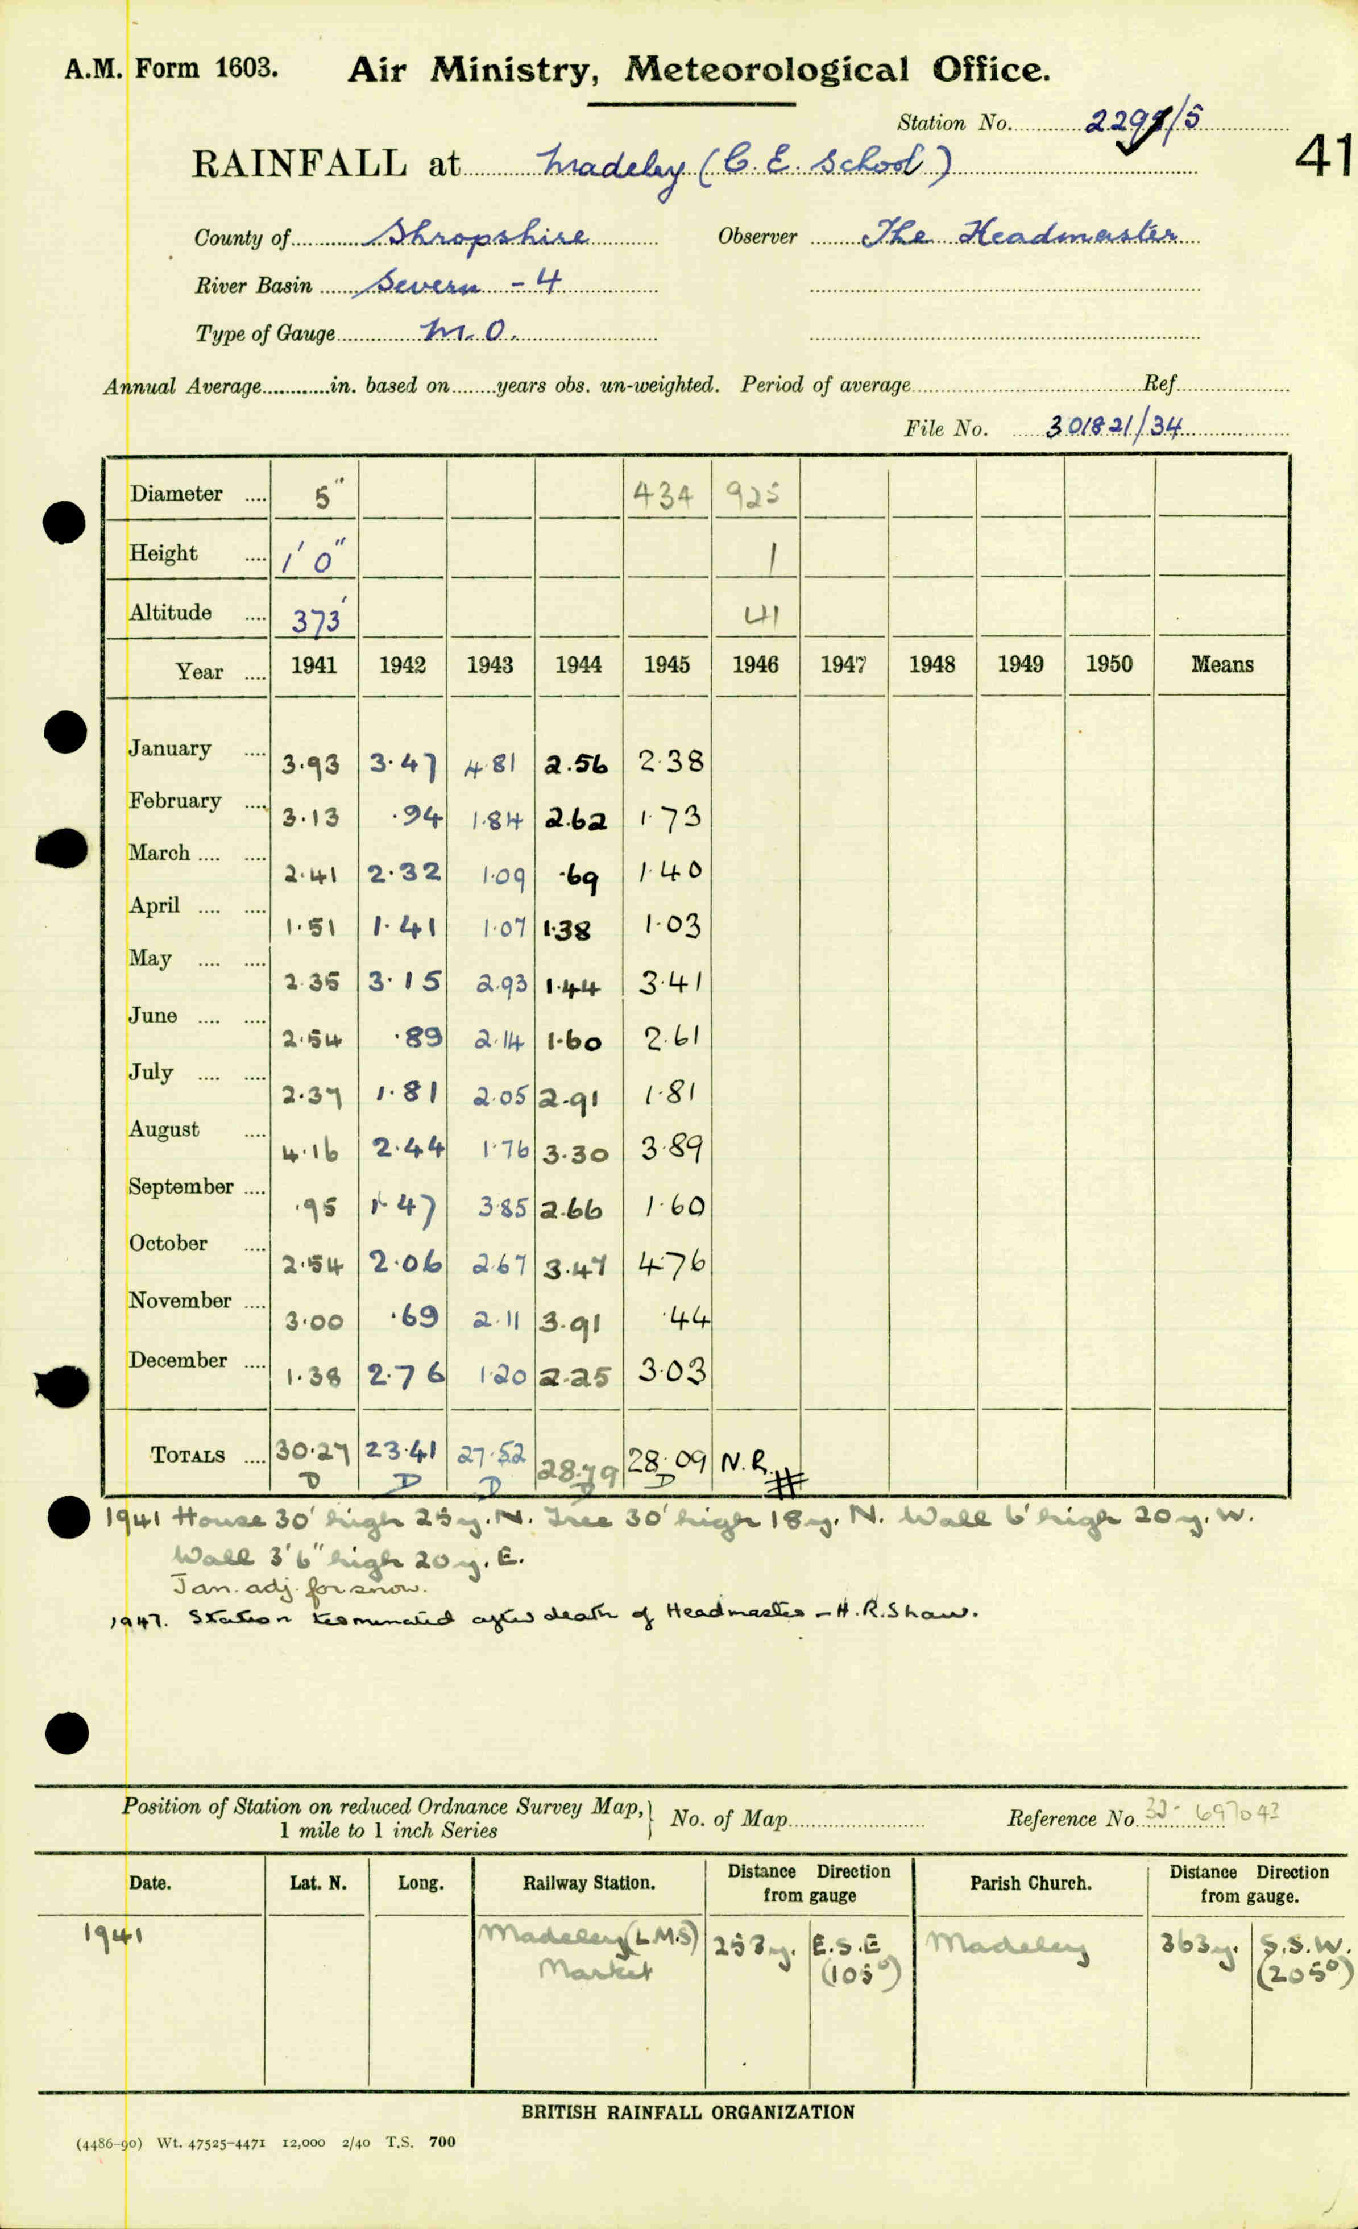 A.M. Form 1603. Air Ministry, Meteorological Office.
Station No. 2291/5
41
RAINFALL at Madeley (C.E. School)
County of Shropshire Observer The Headmaster
River Basin Severn - 4
Type of Gauge M.O.
Annual Average in. based on years obs. un-weighted. Period of average Ref.
File No. 301821/34
Diameter 5" 434 925
Height 1' 0" 1
Altitude 373' 41
Year 1941 1942 1943 1944 1945 1946 1947 1948 1949 1950 Means
January 3.93 3.47 4.81 2.56 2.38
February 3.13 .94 1.84 2.62 1.73
March 2.41 2.32 1.09 .69 1.40
April 1.51 1.41 1.07 1.38 1.03
May 2.35 3.15 2.93 1.44 3.41
June 2.54 .89 2.14 1.60 2.61
July 2.37 1.81 2.05 2.91 1.81
August 4.16 2.44 1.76 3.30 3.89
September .95 1.47 3.85 2.66 1.60
October 2.54 2.06 2.67 3.47 4.76
November 3.00 .69 2.11 3.91 .44
December 1.38 2.76 1.20 2.25 3.03
TOTALS 30.27 23.41 27.52 28.79 28.09 N.R. #
D D D D D
1941 House 30' high 25y. N. Tree 30' high 18y. N. Wall 6' high 20y. W.
Wall 3'6" high 20y. E.
Jan. adj. for snow.
1947. Station terminated after death of Headmaster - H.R. Shaw.
Position of Station on reduced Ordnance Survey Map,
1 mile to 1 inch Series } No. of Map Reference No. 33- 697043
Date. Lat. N. Long. Railway Station. Distance Direction from gauge Parish Church. Distance Direction from gauge.
1941 Madeley (L.M.S) 253y. E.S.E Madeley 363y. S.S.W.
Market (105°) (205°)
BRITISH RAINFALL ORGANIZATION
(4486-90) Wt. 47525-4471 12,000 2/40 T.S. 700